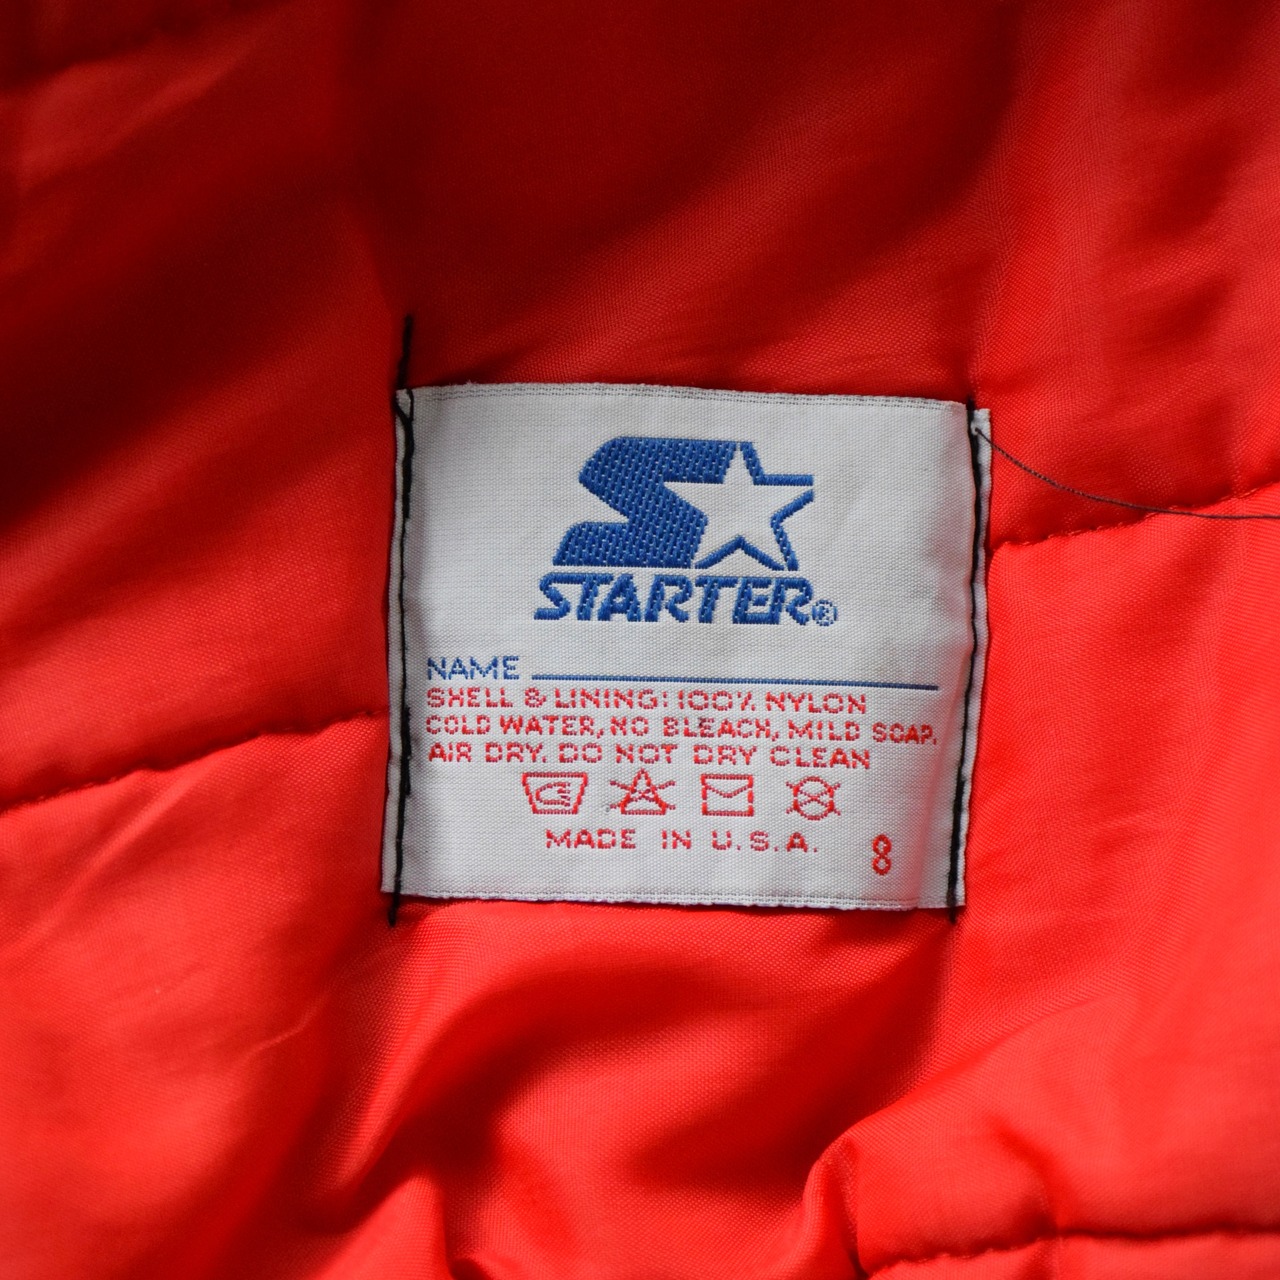 STARTER®
NAME
SHELL & LINING: 100% NYLON
COLD WATER, NO BLEACH, MILD SOAP.
AIR DRY. DO NOT DRY CLEAN
MADE IN U.S.A.
8